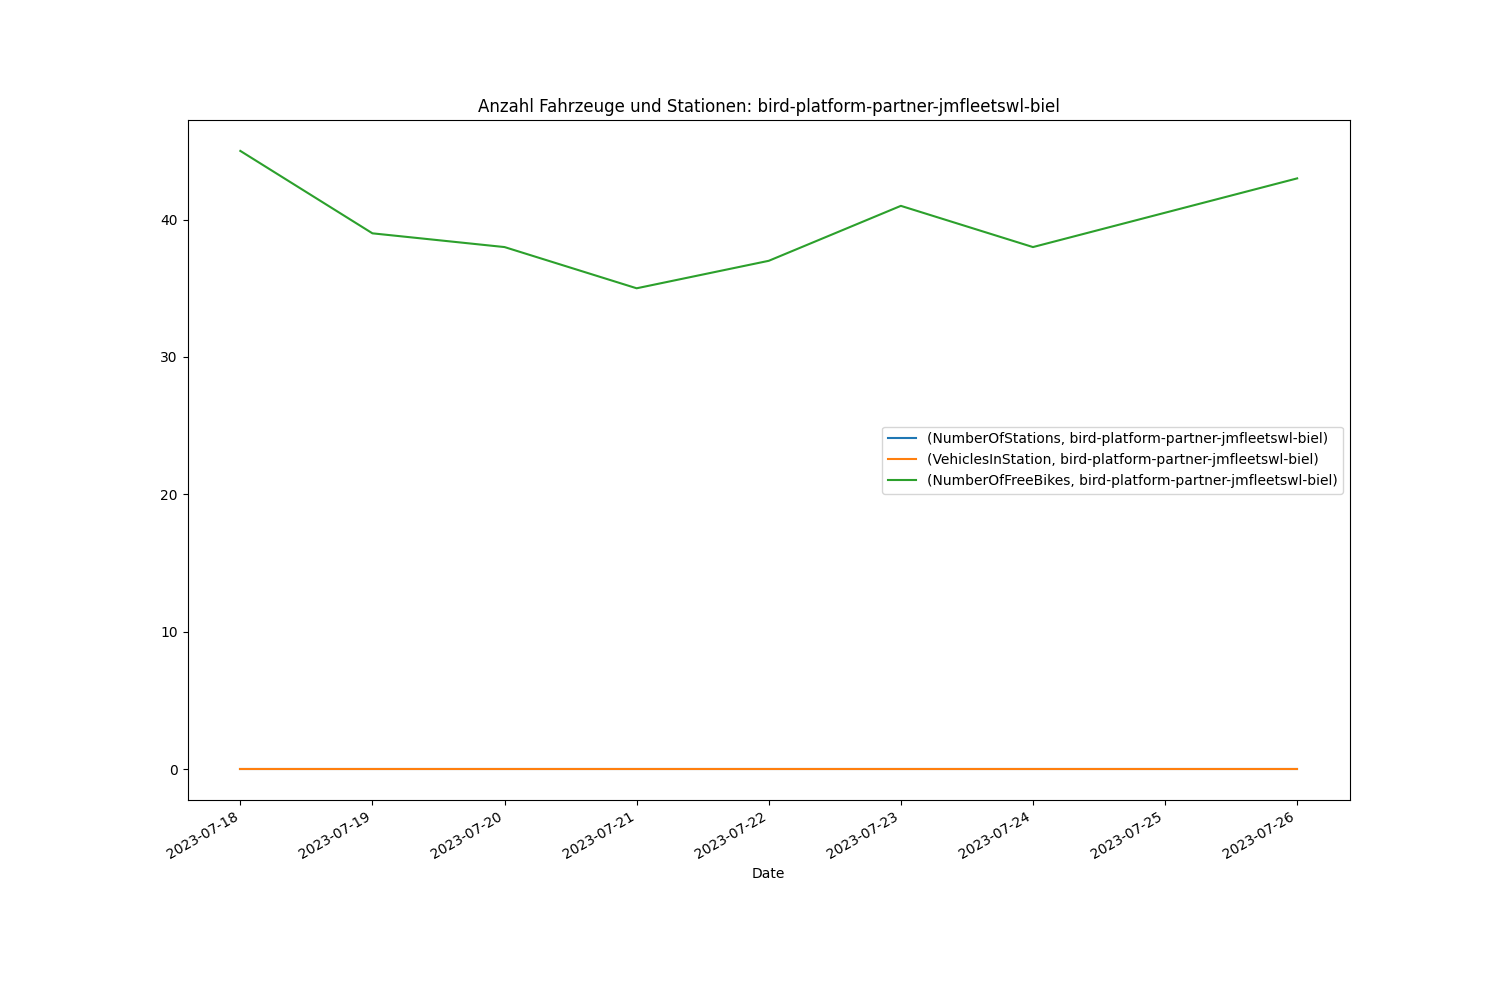 Anzahl Fahrzeuge und Stationen: bird-platform-partner-jmfleetswl-biel
40
30
20
10
0
(NumberOfStations, bird-platform-partner-jmfleetswl-biel)
(VehiclesInStation, bird-platform-partner-jmfleetswl-biel)
(NumberOfFreeBikes, bird-platform-partner-jmfleetswl-biel)
2023-07-18
2023-07-19
2023-07-20
2023-07-21
2023-07-22
2023-07-23
2023-07-24
2023-07-25
2023-07-26
Date